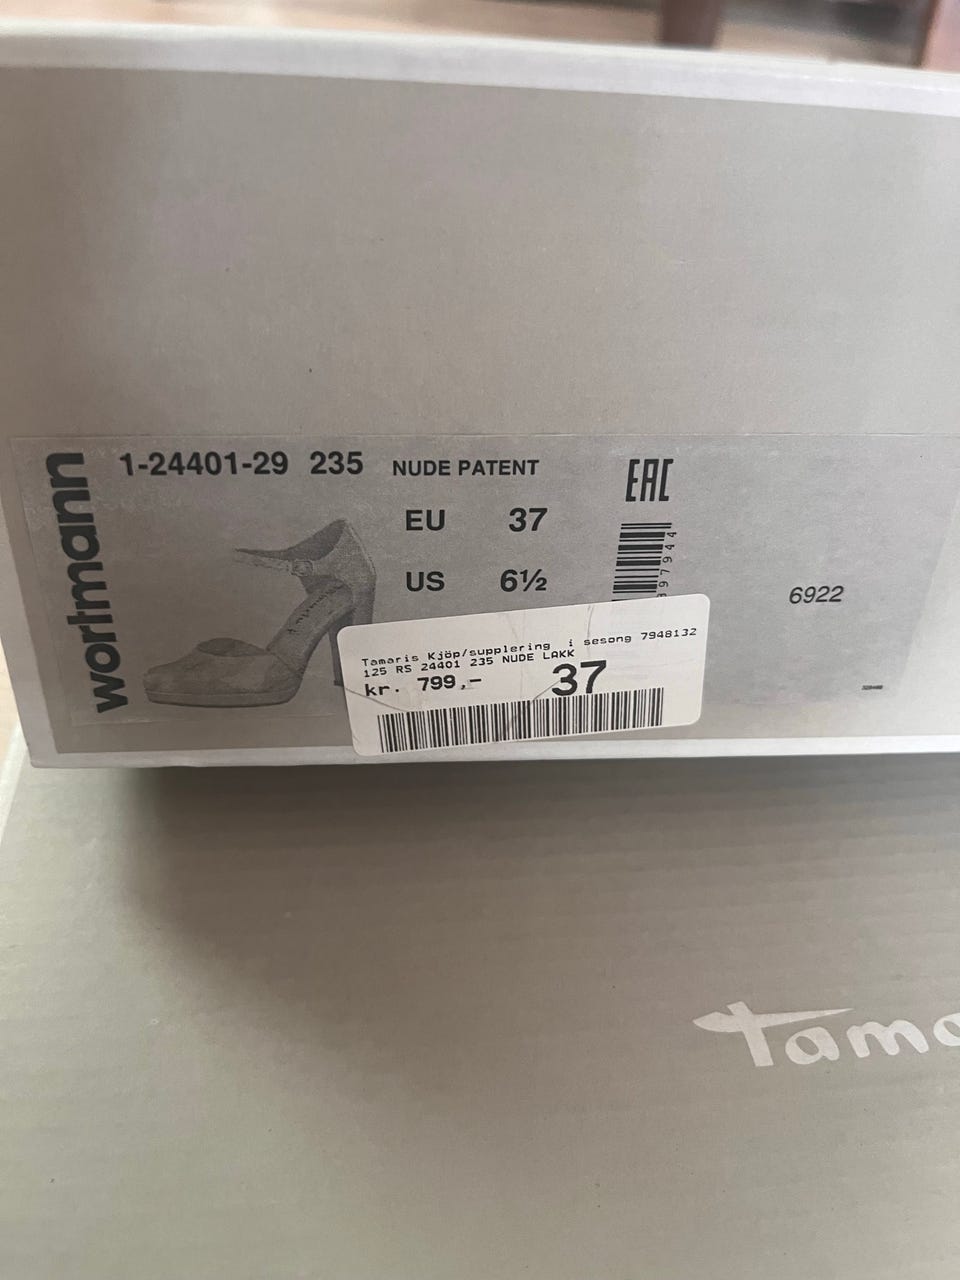 wortmann
1-24401-29 235 NUDE PATENT
EU 37
US 6½
EAC
97944
6922
Tamaris Kjöp/supplering i sesong 7948132
125 RS 24401 235 NUDE LAKK
kr. 799,- 37
Tama